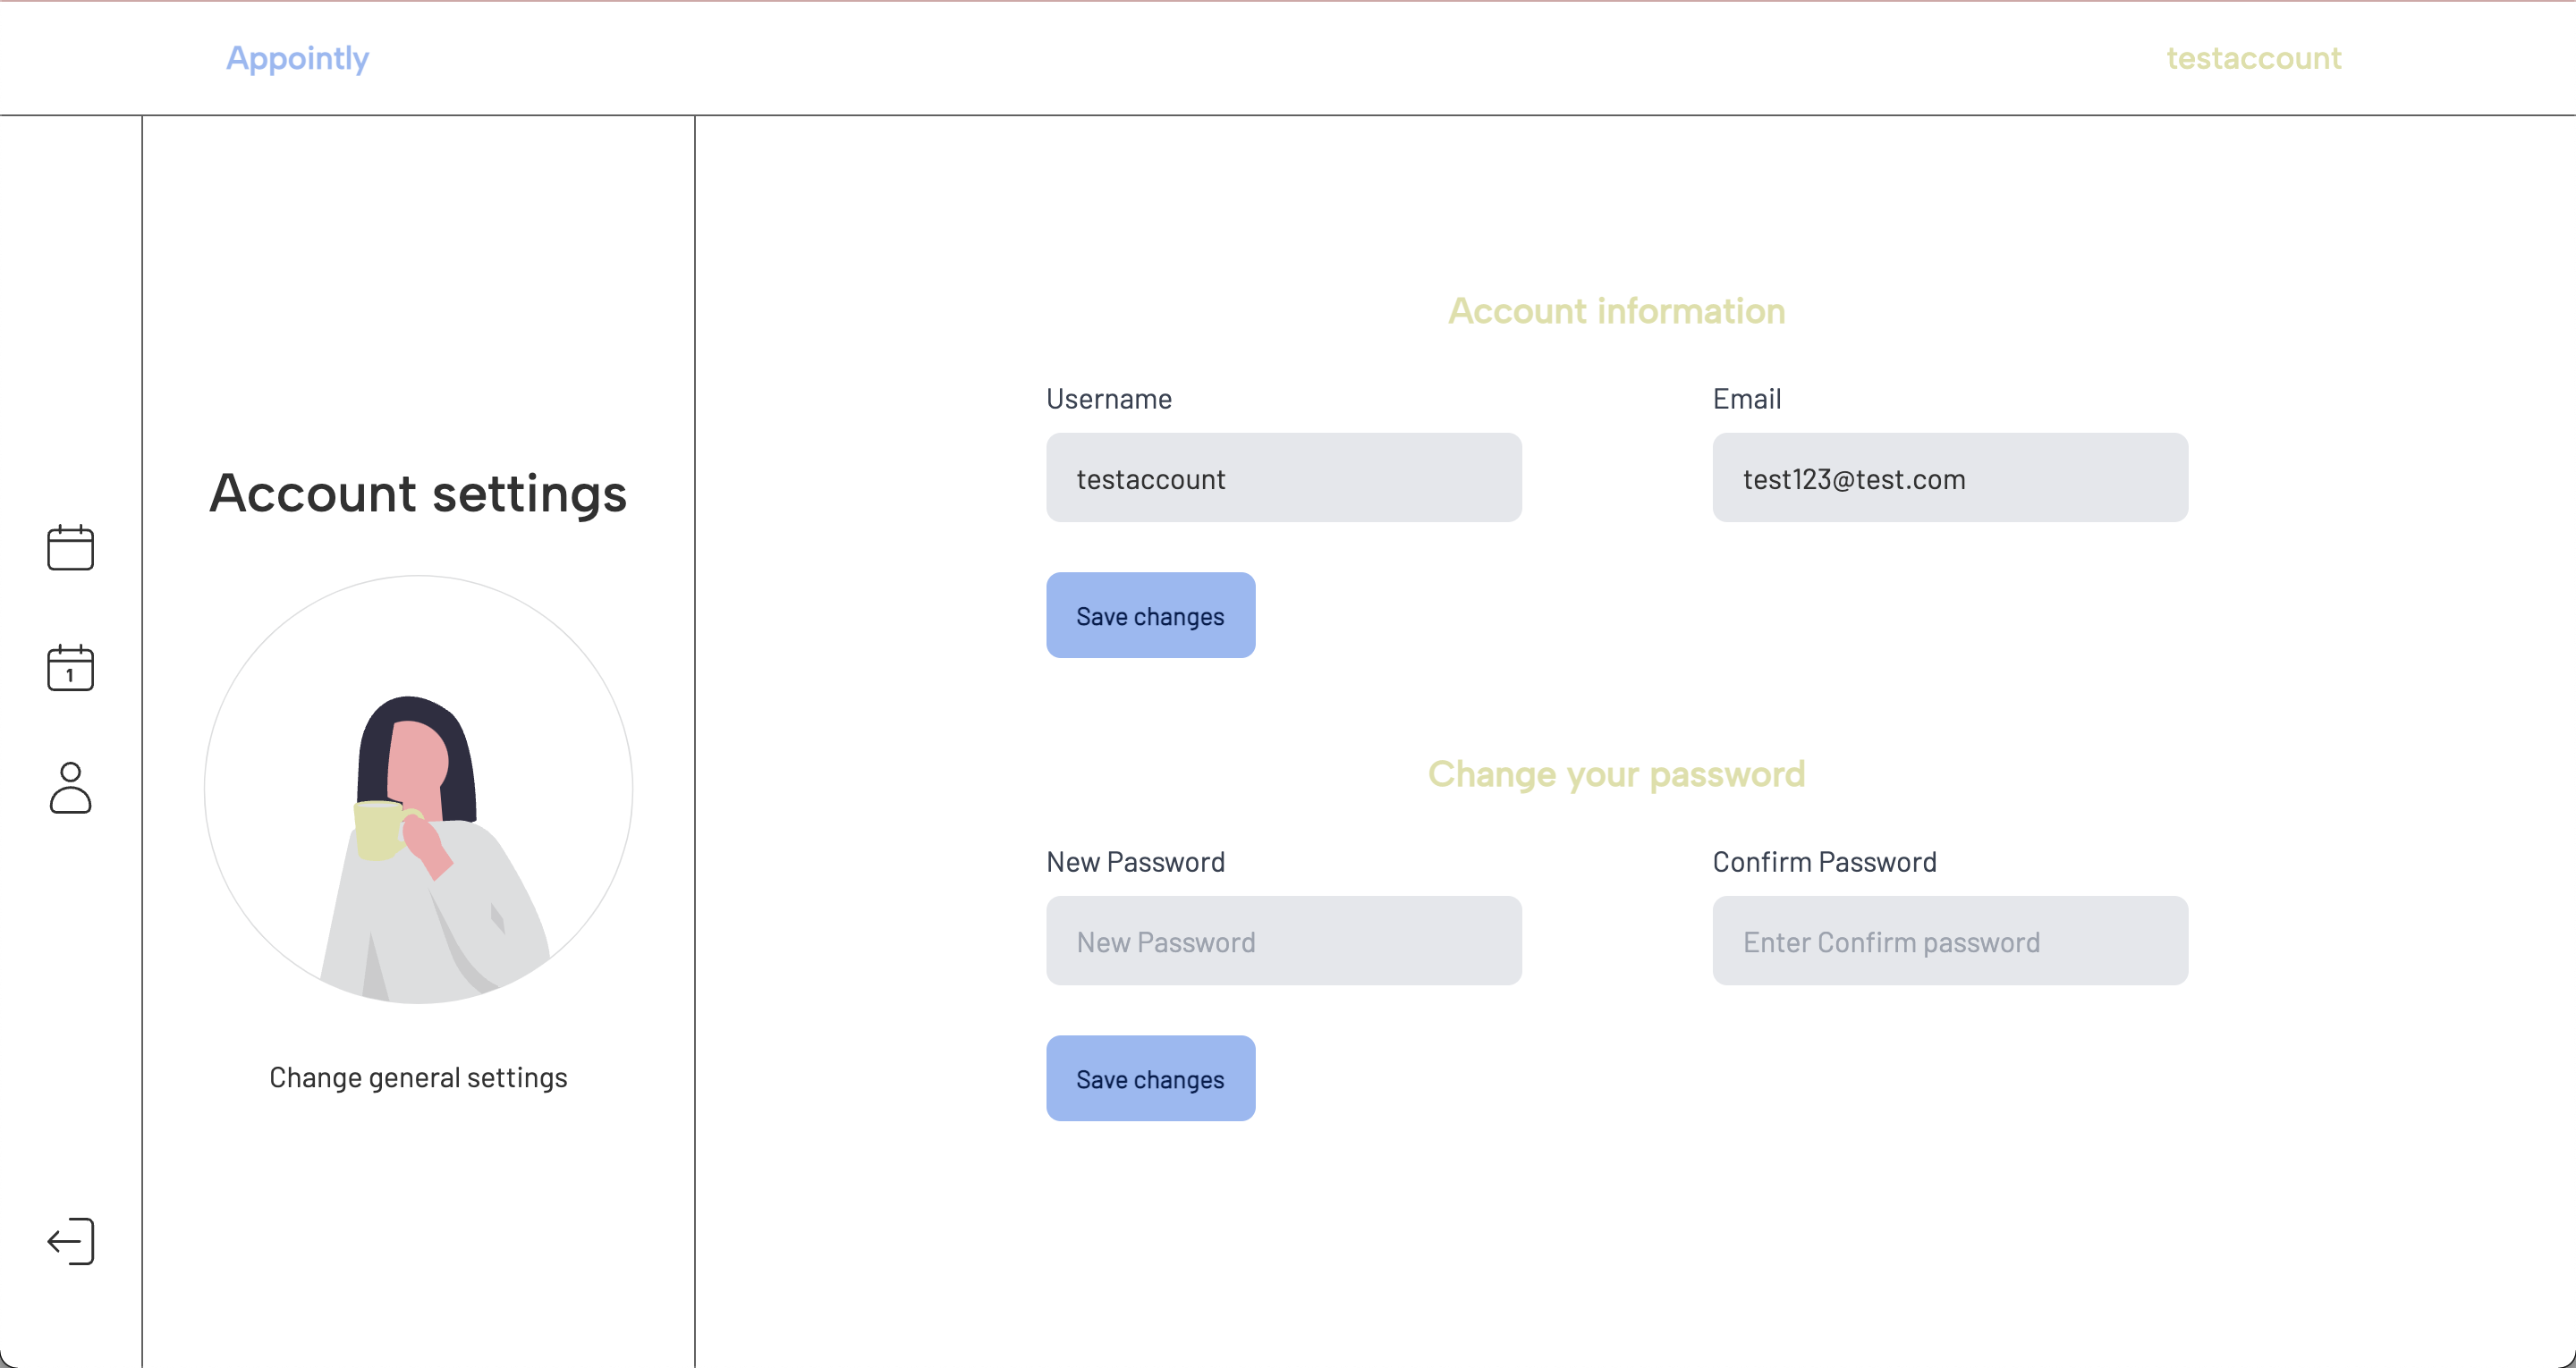 Appointly
testaccount
Account settings
1
Change general settings
Account information
Username
Email
testaccount
test123@test.com
Save changes
Change your password
New Password
Confirm Password
New Password
Enter Confirm password
Save changes